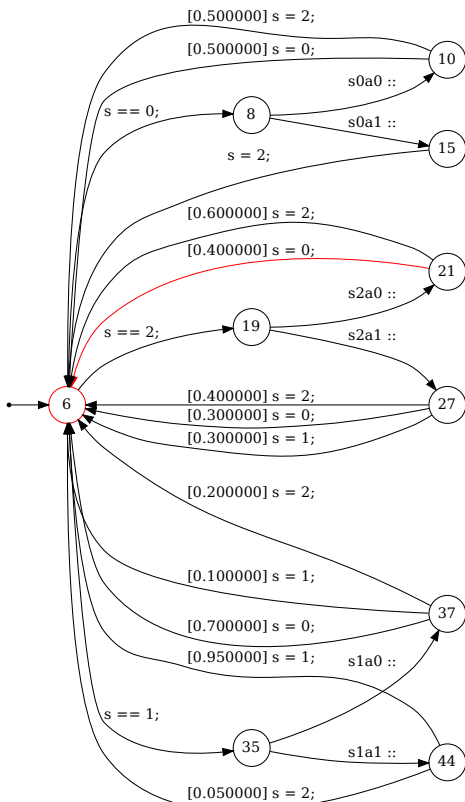 [0.500000] s = 2;
[0.500000] s = 0;
10
s0a0 ::
s == 0;
8
s0a1 ::
15
s = 2;
[0.600000] s = 2;
[0.400000] s = 0;
21
s2a0 ::
s == 2;
19
s2a1 ::
6
[0.400000] s = 2;
27
[0.300000] s = 0;
[0.300000] s = 1;
[0.200000] s = 2;
[0.100000] s = 1;
37
[0.700000] s = 0;
[0.950000] s = 1;
s1a0 ::
s == 1;
35
s1a1 ::
44
[0.050000] s = 2;